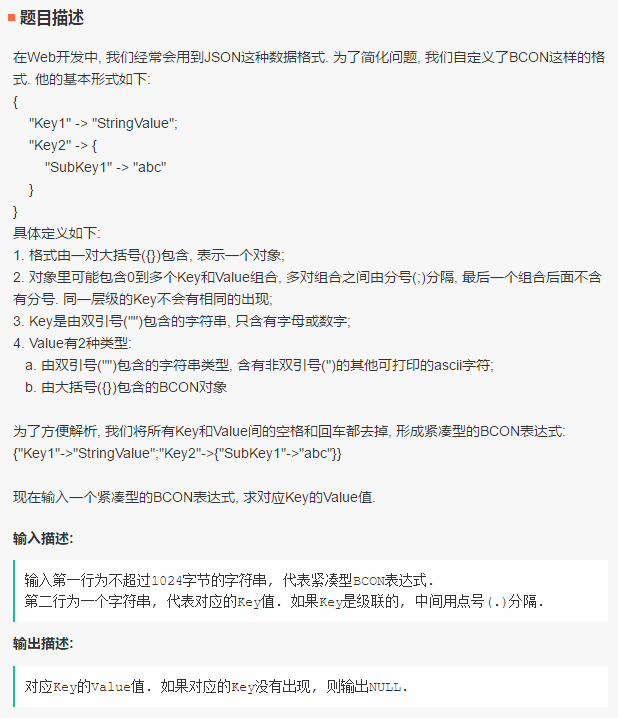 题目描述
在Web开发中, 我们经常会用到JSON这种数据格式. 为了简化问题, 我们自定义了BCON这样的格
式. 他的基本形式如下:
{
"Key1" -> "StringValue";
"Key2" -> {
"SubKey1" -> "abc"
}
}
具体定义如下:
1. 格式由一对大括号({})包含, 表示一个对象;
2. 对象里可能包含0到多个Key和Value组合, 多对组合之间由分号(;)分隔, 最后一个组合后面不含
有分号. 同一层级的Key不会有相同的出现;
3. Key是由双引号("")包含的字符串, 只含有字母或数字;
4. Value有2种类型:
a. 由双引号("")包含的字符串类型, 含有非双引号(")的其他可打印的ascii字符;
b. 由大括号({})包含的BCON对象
为了方便解析, 我们将所有Key和Value间的空格和回车都去掉, 形成紧凑型的BCON表达式:
{"Key1"->"StringValue";"Key2"->{"SubKey1"->"abc"}}
现在输入一个紧凑型的BCON表达式, 求对应Key的Value值.
输入描述:
输入第一行为不超过1024字节的字符串, 代表紧凑型BCON表达式.
第二行为一个字符串, 代表对应的Key值. 如果Key是级联的, 中间用点号(.)分隔.
输出描述:
对应Key的Value值. 如果对应的Key没有出现, 则输出NULL.